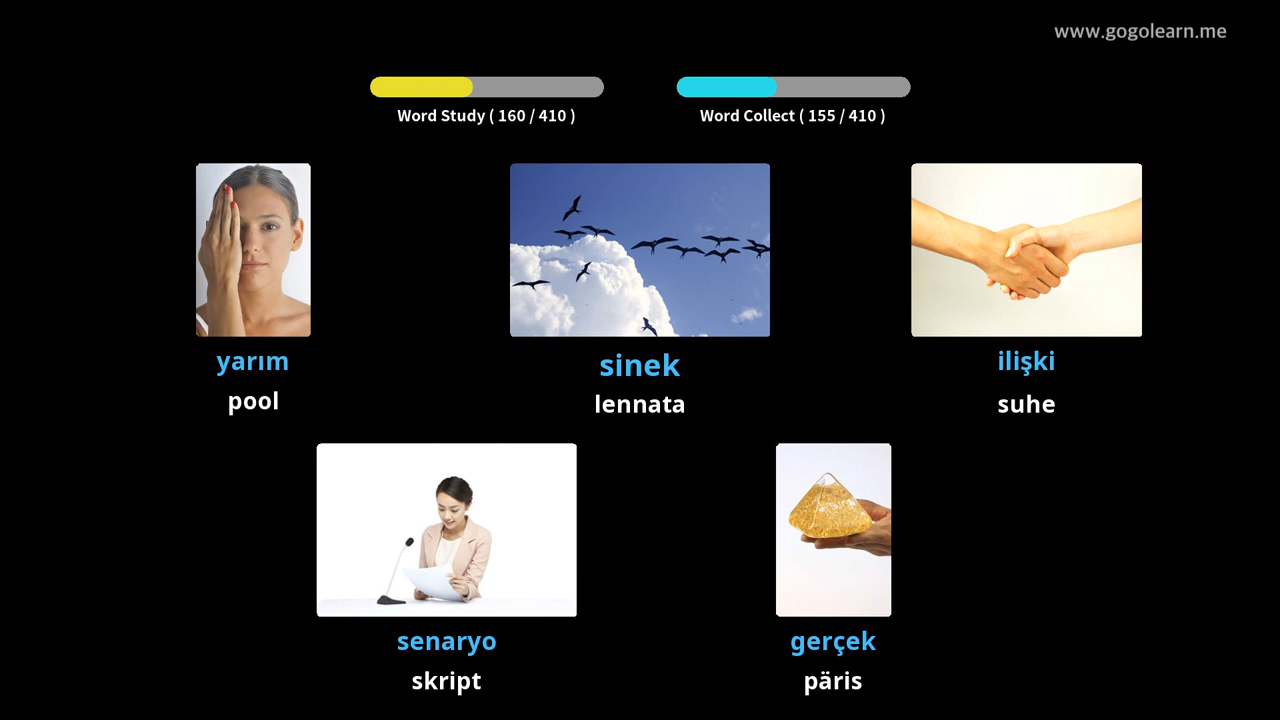 www.gogolearn.me
Word Study ( 160 / 410 )
Word Collect ( 155 / 410 )
yarım
pool
sinek
lennata
ilişki
suhe
senaryo
skript
gerçek
päris